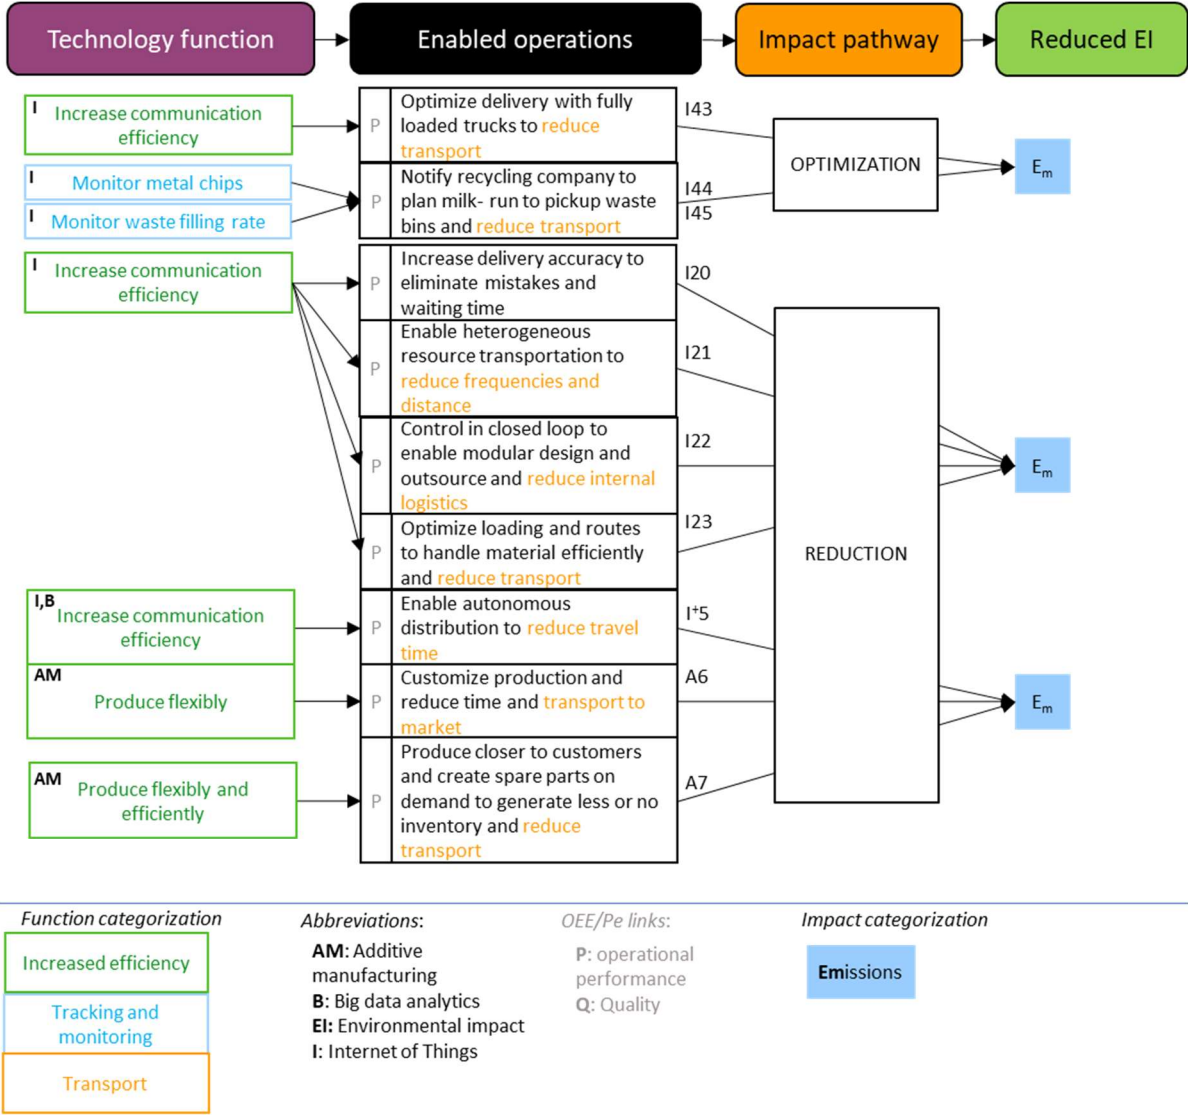 Technology function
Enabled operations
Impact pathway
Reduced EI
I
Increase communication
efficiency
P
Optimize delivery with fully
loaded trucks to reduce
transport
I43
OPTIMIZATION
Em
I
Monitor metal chips
I
Monitor waste filling rate
P
Notify recycling company to
plan milk- run to pickup waste
bins and reduce transport
I44
I45
I
Increase communication
efficiency
P
Increase delivery accuracy to
eliminate mistakes and
waiting time
I20
P
Enable heterogeneous
resource transportation to
reduce frequencies and
distance
I21
P
Control in closed loop to
enable modular design and
outsource and reduce internal
logistics
I22
Em
P
Optimize loading and routes
to handle material efficiently
and reduce transport
I23
REDUCTION
I,B
Increase communication
efficiency
P
Enable autonomous
distribution to reduce travel
time
I+5
AM
Produce flexibly
P
Customize production and
reduce time and transport to
market
A6
Em
AM
Produce flexibly and
efficiently
P
Produce closer to customers
and create spare parts on
demand to generate less or no
inventory and reduce
transport
A7
Function categorization
Increased efficiency
Tracking and
monitoring
Transport
Abbreviations:
AM: Additive
manufacturing
B: Big data analytics
EI: Environmental impact
I: Internet of Things
OEE/Pe links:
P: operational
performance
Q: Quality
Impact categorization
Emissions